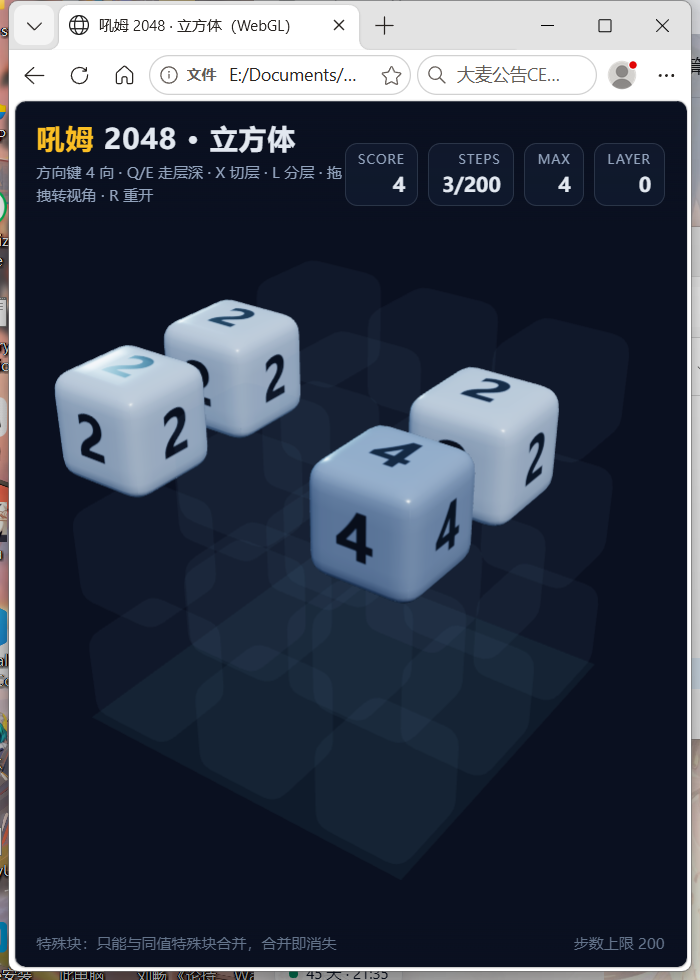 吼姆 2048 · 立方体（WebGL）
文件 E:/Documents/...
大麦公告CE...
吼姆 2048 • 立方体
方向键 4 向 · Q/E 走层深 · X 切层 · L 分层 · 拖
拽转视角 · R 重开
SCORE
4
STEPS
3/200
MAX
4
LAYER
0
2
2
2
2
2
2
2
2
4
4
4
特殊块：只能与同值特殊块合并，合并即消失
步数上限 200